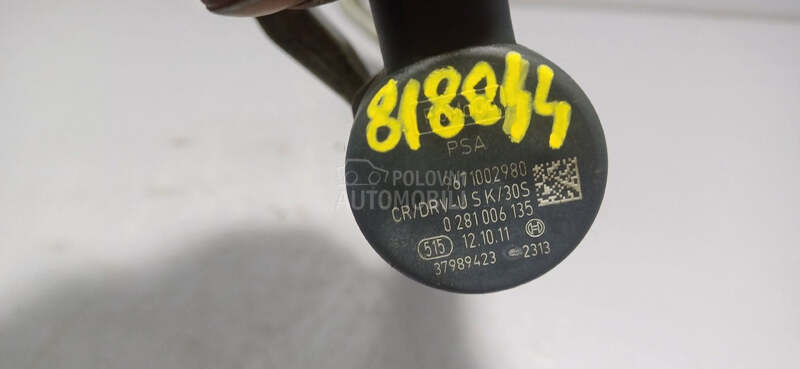 818844
PSA
9671002980
CR/DRV-U S K/30S
0 281 006 135
515 12.10.11
37989423 2313
POLOVNI
AUTOMOBILI